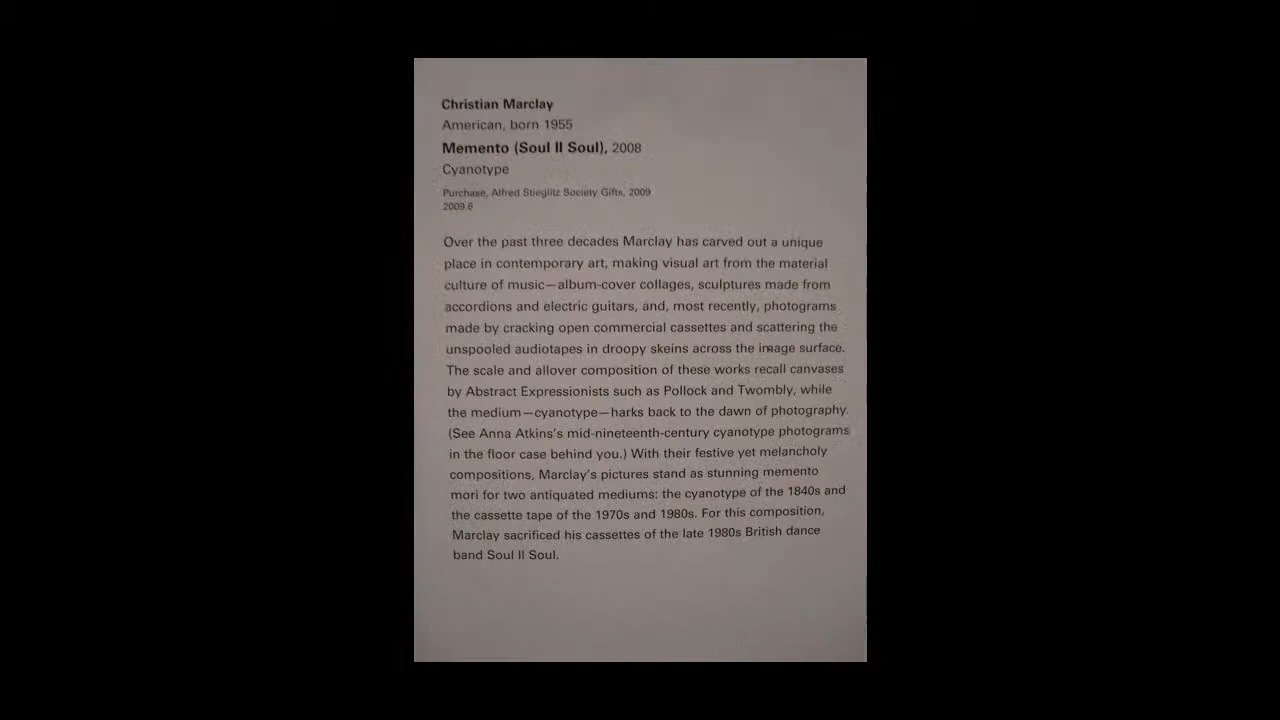 Christian Marclay
American, born 1955
Memento (Soul II Soul), 2008
Cyanotype
Purchase, Alfred Stieglitz Society Gifts, 2009
2009.6
Over the past three decades Marclay has carved out a unique
place in contemporary art, making visual art from the material
culture of music—album-cover collages, sculptures made from
accordions and electric guitars, and, most recently, photograms
made by cracking open commercial cassettes and scattering the
unspooled audiotapes in droopy skeins across the image surface.
The scale and allover composition of these works recall canvases
by Abstract Expressionists such as Pollock and Twombly, while
the medium—cyanotype—harks back to the dawn of photography.
(See Anna Atkins's mid-nineteenth-century cyanotype photograms
in the floor case behind you.) With their festive yet melancholy
compositions, Marclay's pictures stand as stunning memento
mori for two antiquated mediums: the cyanotype of the 1840s and
the cassette tape of the 1970s and 1980s. For this composition,
Marclay sacrificed his cassettes of the late 1980s British dance
band Soul II Soul.